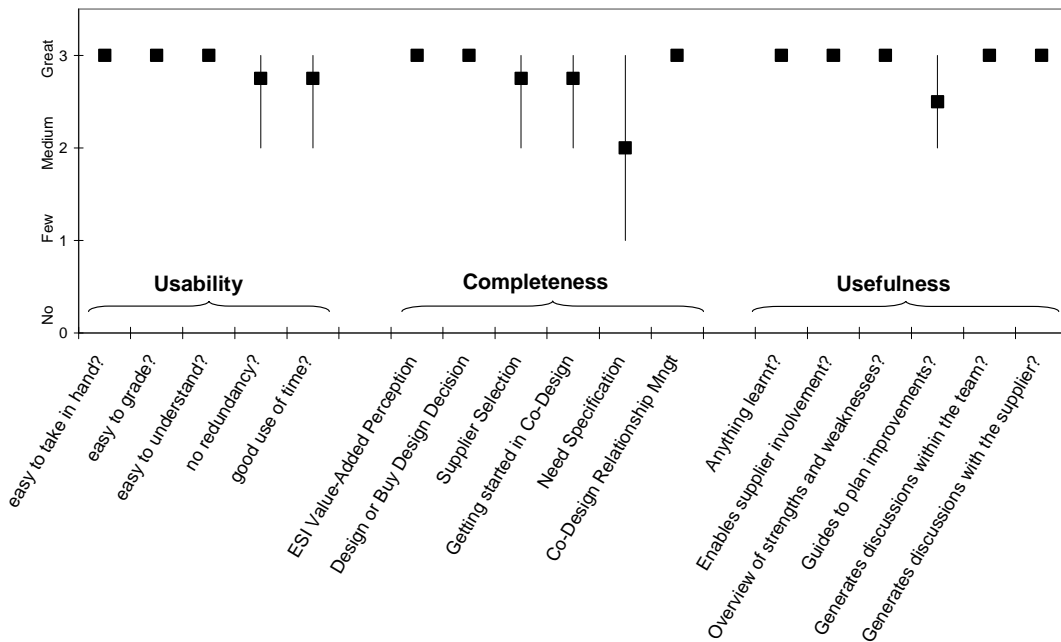 Great
3
Medium
2
Few
1
No
0
Usability
Completeness
Usefulness
easy to take in hand?
easy to grade?
easy to understand?
no redundancy?
good use of time?
ESI Value-Added Perception
Design or Buy Design Decision
Supplier Selection
Getting started in Co-Design
Need Specification
Co-Design Relationship Mngt
Anything learnt?
Enables supplier involvement?
Overview of strengths and weaknesses?
Guides to plan improvements?
Generates discussions within the team?
Generates discussions with the supplier?